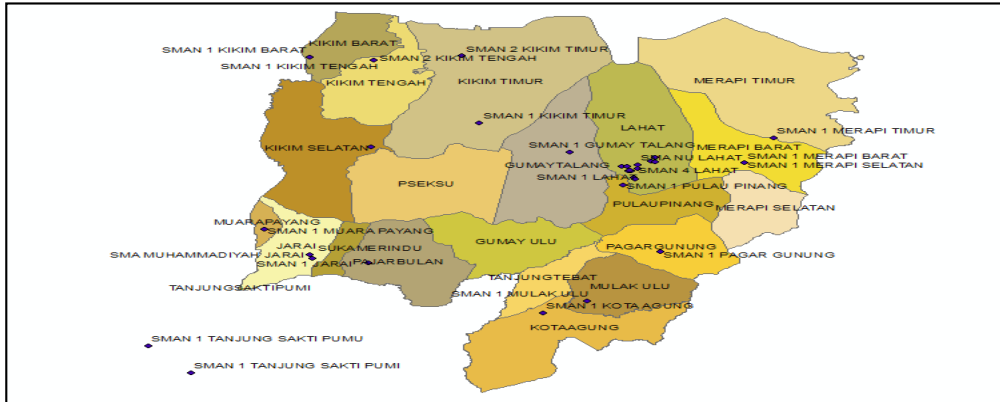 KIKIM BARAT
SMAN 1 KIKIM BARAT
SMAN 2 KIKIM TIMUR
SMAN 2 KIKIM TENGAH
SMAN 1 KIKIM TENGAH
KIKIM TENGAH
KIKIM TIMUR
MERAPI TIMUR
SMAN 1 KIKIM TIMUR
LAHAT
SMAN 1 MERAPI TIMUR
KIKIM SELATAN
SMAN 1 GUMAY TALANG
MERAPI BARAT
SMA NU LAHAT
SMAN 1 MERAPI BARAT
GUMAYTALANG
SMAN 1 MERAPI SELATAN
SMAN 4 LAHAT
SMAN 1 LAHAT
PSEKSU
SMAN 1 PULAU PINANG
PULAUPINANG
MERAPI SELATAN
MUARAPAYANG
SMAN 1 MUARA PAYANG
JARAI
SUKAMERINDU
GUMAY ULU
PAGARGUNUNG
SMA MUHAMMADIYAH JARAI
SMAN 1 PAGAR GUNUNG
SMAN 1 JARAI
PAJARBULAN
TANJUNGTEBAT
TANJUNGSAKTIPUMI
MULAK ULU
SMAN 1 MULAK ULU
SMAN 1 KOTA AGUNG
KOTAAGUNG
SMAN 1 TANJUNG SAKTI PUMU
SMAN 1 TANJUNG SAKTI PUMI